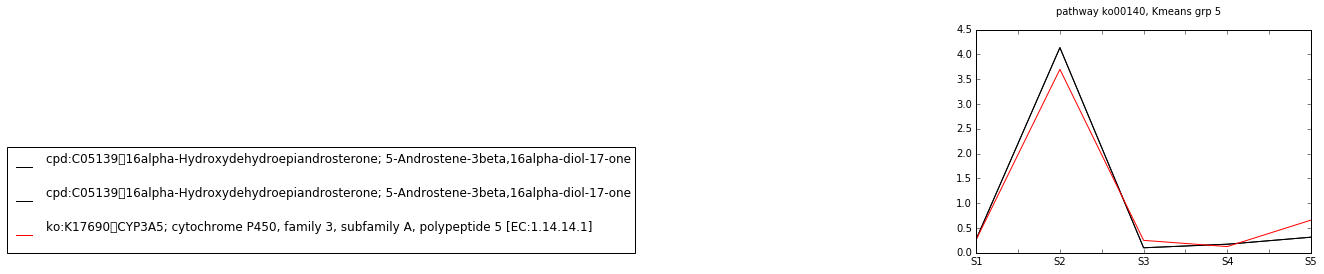 pathway ko00140, Kmeans grp 5
4.5
4.0
3.5
3.0
2.5
2.0
1.5
1.0
0.5
0.0
S1 S2 S3 S4 S5
cpd:C05139▯16alpha-Hydroxydehydroepiandrosterone; 5-Androstene-3beta,16alpha-diol-17-one
cpd:C05139▯16alpha-Hydroxydehydroepiandrosterone; 5-Androstene-3beta,16alpha-diol-17-one
ko:K17690▯CYP3A5; cytochrome P450, family 3, subfamily A, polypeptide 5 [EC:1.14.14.1]